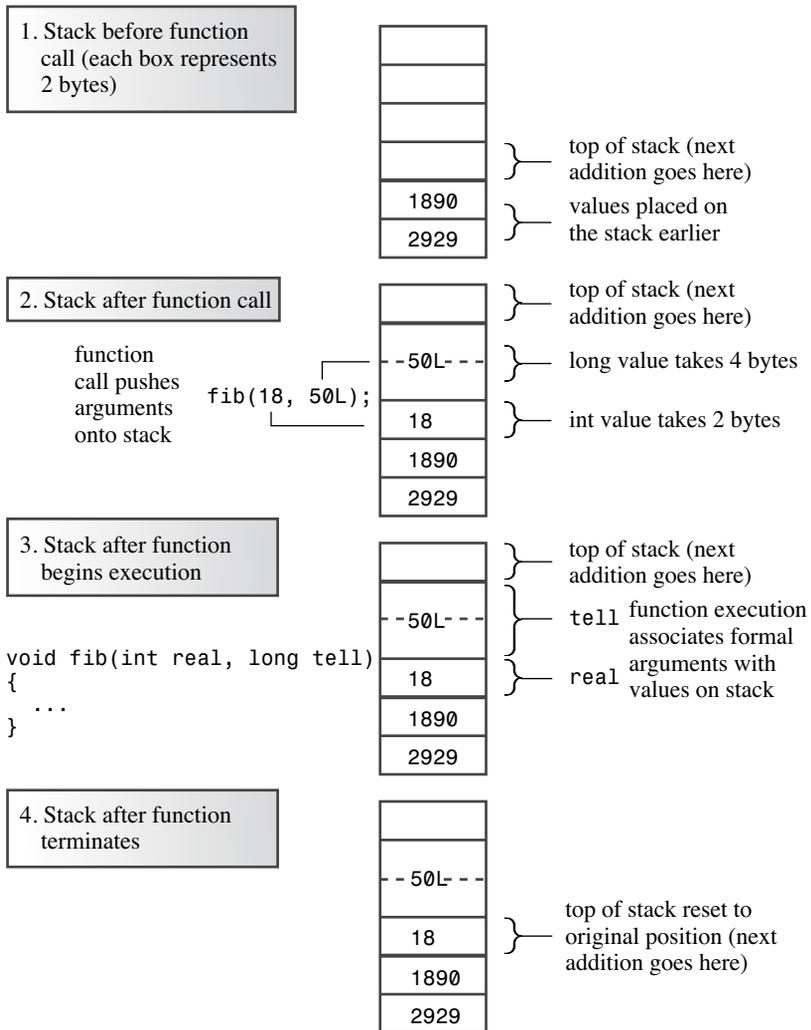 1. Stack before function
call (each box represents
2 bytes)
top of stack (next
addition goes here)
1890
2929
values placed on
the stack earlier
2. Stack after function call
top of stack (next
addition goes here)
function
call pushes
arguments
onto stack
fib(18, 50L);
50L
long value takes 4 bytes
18
int value takes 2 bytes
1890
2929
3. Stack after function
begins execution
top of stack (next
addition goes here)
void fib(int real, long tell)
{
...
}
50L
tell
18
real
function execution
associates formal
arguments with
values on stack
1890
2929
4. Stack after function
terminates
50L
18
top of stack reset to
original position (next
addition goes here)
1890
2929